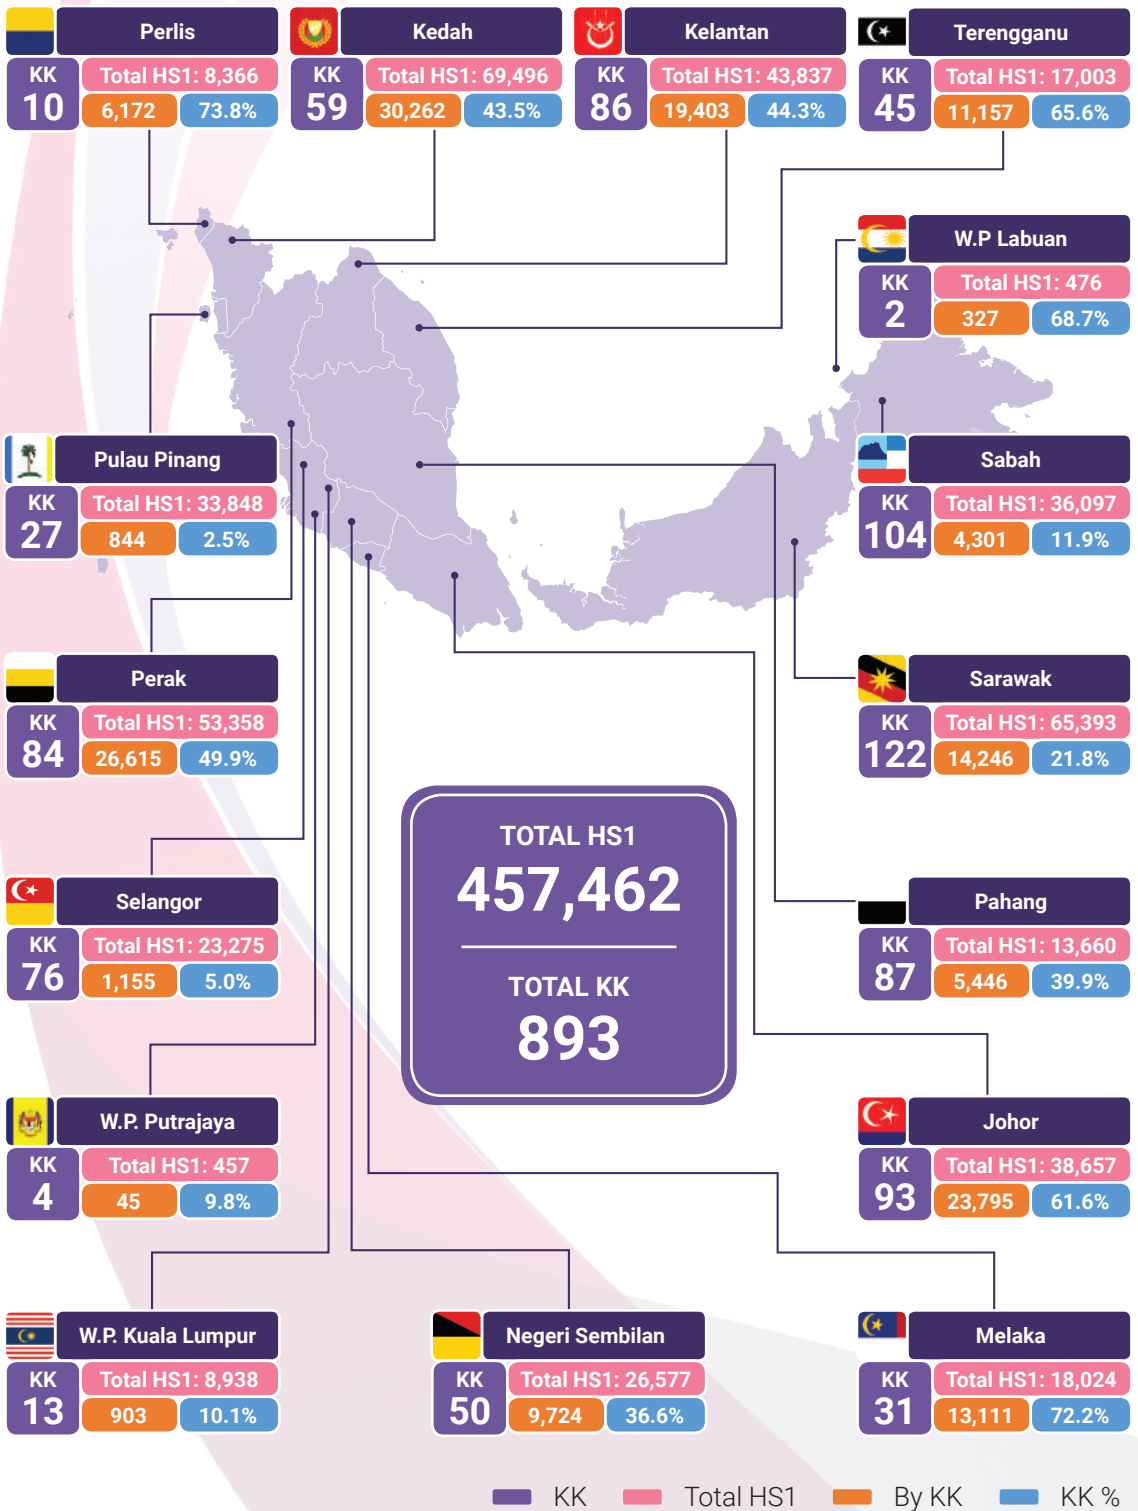 Perlis
KK
10
Total HS1: 8,366
6,172
73.8%
Kedah
KK
59
Total HS1: 69,496
30,262
43.5%
Kelantan
KK
86
Total HS1: 43,837
19,403
44.3%
Terengganu
KK
45
Total HS1: 17,003
11,157
65.6%
W.P Labuan
KK
2
Total HS1: 476
327
68.7%
Pulau Pinang
KK
27
Total HS1: 33,848
844
2.5%
Sabah
KK
104
Total HS1: 36,097
4,301
11.9%
Perak
KK
84
Total HS1: 53,358
26,615
49.9%
Sarawak
KK
122
Total HS1: 65,393
14,246
21.8%
TOTAL HS1
457,462
TOTAL KK
893
Selangor
KK
76
Total HS1: 23,275
1,155
5.0%
Pahang
KK
87
Total HS1: 13,660
5,446
39.9%
W.P. Putrajaya
KK
4
Total HS1: 457
45
9.8%
Johor
KK
93
Total HS1: 38,657
23,795
61.6%
W.P. Kuala Lumpur
KK
13
Total HS1: 8,938
903
10.1%
Negeri Sembilan
KK
50
Total HS1: 26,577
9,724
36.6%
Melaka
KK
31
Total HS1: 18,024
13,111
72.2%
KK
Total HS1
By KK
KK %